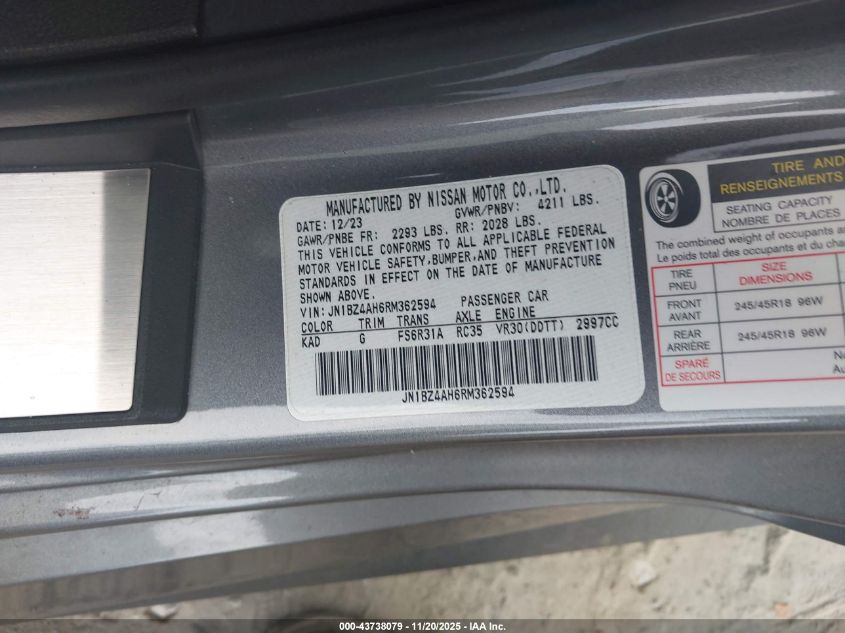 MANUFACTURED BY NISSAN MOTOR CO.,LTD.
DATE: 12/23 GVWR/PNBV: 4211 LBS.
GAWR/PNBE FR: 2293 LBS. RR: 2028 LBS.
THIS VEHICLE CONFORMS TO ALL APPLICABLE FEDERAL
MOTOR VEHICLE SAFETY,BUMPER,AND THEFT PREVENTION
STANDARDS IN EFFECT ON THE DATE OF MANUFACTURE
SHOWN ABOVE.
VIN: JN1BZ4AH6RM362594 PASSENGER CAR
COLOR TRIM TRANS AXLE ENGINE
KAD G FS6R31A RC35 VR30(DDTT) 2997CC
JN1BZ4AH6RM362594
TIRE AND
RENSEIGNEMENTS
SEATING CAPACITY
NOMBRE DE PLACES
The combined weight of occupants an
Le poids total des occupants et du cha
TIRE SIZE
PNEU DIMENSIONS
FRONT 245/45R18 96W
AVANT
REAR 245/45R18 96W
ARRIÈRE
SPARE No
DE SECOURS Au
000-43738079 - 11/20/2025 - IAA Inc.